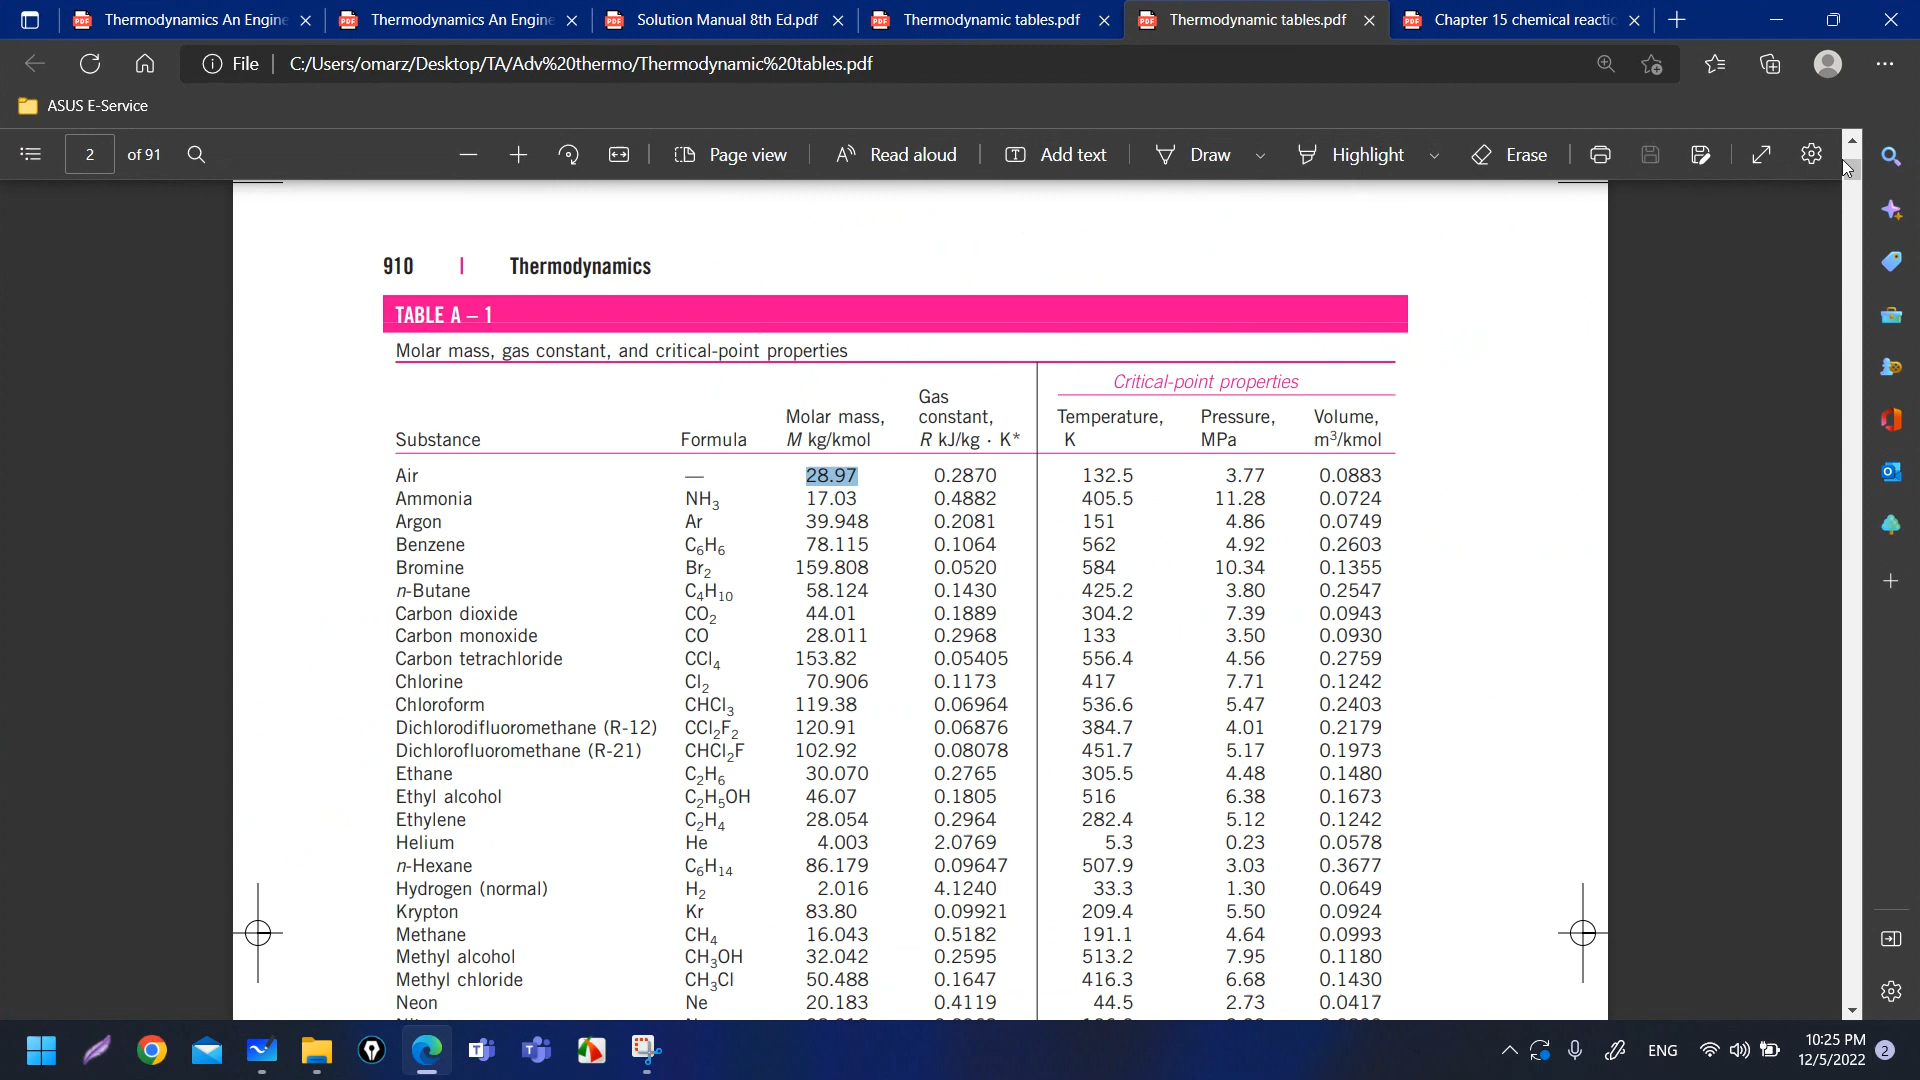 Thermodynamics An Engine
Thermodynamics An Engine
Solution Manual 8th Ed.pdf
Thermodynamic tables.pdf
Thermodynamic tables.pdf
Chapter 15 chemical reactic
File
C:/Users/omarz/Desktop/TA/Adv%20thermo/Thermodynamic%20tables.pdf
ASUS E-Service
2 of 91 Page view Read aloud Add text Draw Highlight Erase
910 | Thermodynamics
TABLE A – 1
Molar mass, gas constant, and critical-point properties
Critical-point properties
Gas
Molar mass, constant, Temperature, Pressure, Volume,
Substance Formula M kg/kmol R kJ/kg · K* K MPa m³/kmol
Air — 28.97 0.2870 132.5 3.77 0.0883
Ammonia NH₃ 17.03 0.4882 405.5 11.28 0.0724
Argon Ar 39.948 0.2081 151 4.86 0.0749
Benzene C₆H₆ 78.115 0.1064 562 4.92 0.2603
Bromine Br₂ 159.808 0.0520 584 10.34 0.1355
n-Butane C₄H₁₀ 58.124 0.1430 425.2 3.80 0.2547
Carbon dioxide CO₂ 44.01 0.1889 304.2 7.39 0.0943
Carbon monoxide CO 28.011 0.2968 133 3.50 0.0930
Carbon tetrachloride CCl₄ 153.82 0.05405 556.4 4.56 0.2759
Chlorine Cl₂ 70.906 0.1173 417 7.71 0.1242
Chloroform CHCl₃ 119.38 0.06964 536.6 5.47 0.2403
Dichlorodifluoromethane (R-12) CCl₂F₂ 120.91 0.06876 384.7 4.01 0.2179
Dichlorofluoromethane (R-21) CHCl₂F 102.92 0.08078 451.7 5.17 0.1973
Ethane C₂H₆ 30.070 0.2765 305.5 4.48 0.1480
Ethyl alcohol C₂H₅OH 46.07 0.1805 516 6.38 0.1673
Ethylene C₂H₄ 28.054 0.2964 282.4 5.12 0.1242
Helium He 4.003 2.0769 5.3 0.23 0.0578
n-Hexane C₆H₁₄ 86.179 0.09647 507.9 3.03 0.3677
Hydrogen (normal) H₂ 2.016 4.1240 33.3 1.30 0.0649
Krypton Kr 83.80 0.09921 209.4 5.50 0.0924
Methane CH₄ 16.043 0.5182 191.1 4.64 0.0993
Methyl alcohol CH₃OH 32.042 0.2595 513.2 7.95 0.1180
Methyl chloride CH₃Cl 50.488 0.1647 416.3 6.68 0.1430
Neon Ne 20.183 0.4119 44.5 2.73 0.0417
ENG
10:25 PM
12/5/2022
2